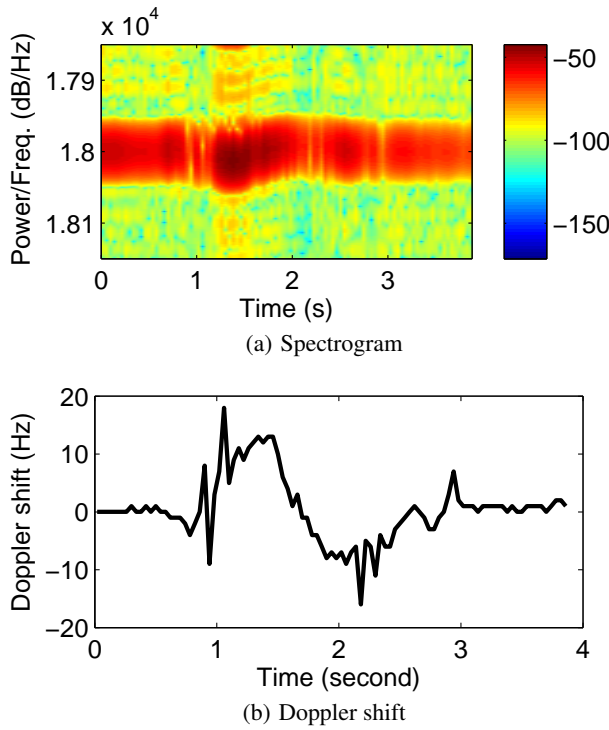 x 10⁴
Power/Freq. (dB/Hz)
1.79
1.8
1.81
0 1 2 3
Time (s)
−50
−100
−150
(a) Spectrogram
Doppler shift (Hz)
20
10
0
−10
−20
0 1 2 3 4
Time (second)
(b) Doppler shift